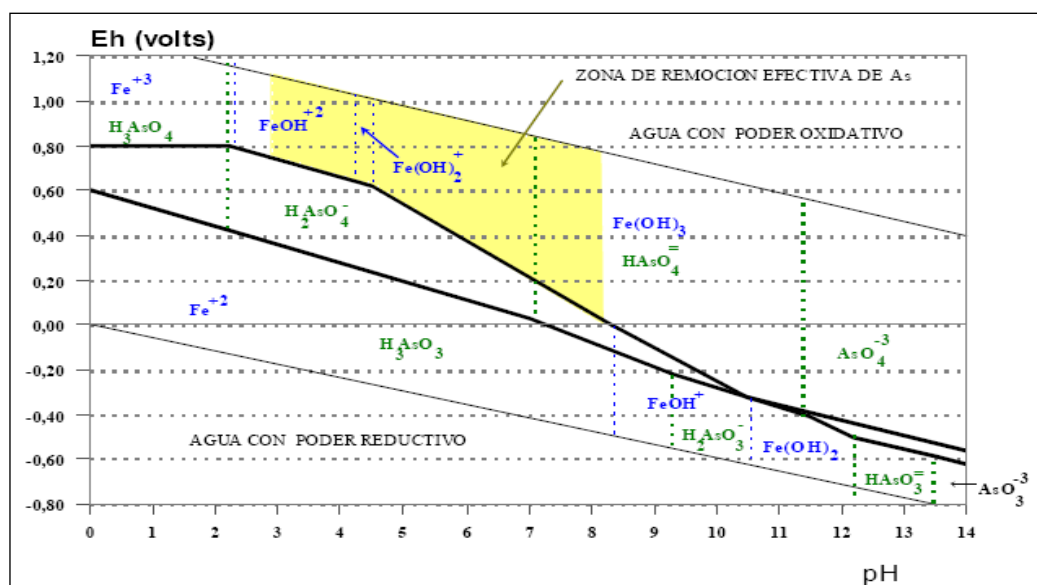 Eh (volts)
1,20
1,00
0,80
0,60
0,40
0,20
0,00
-0,20
-0,40
-0,60
-0,80
ZONA DE REMOCION EFECTIVA DE As
Fe+3
H3AsO4
FeOH+2
Fe(OH)2+
AGUA CON PODER OXIDATIVO
H2AsO4-
Fe(OH)3
HAsO4=
Fe+2
H3AsO3
AsO4-3
FeOH+
H2AsO3-
Fe(OH)2
AGUA CON PODER REDUCTIVO
HAsO3=
AsO3-3
0 1 2 3 4 5 6 7 8 9 10 11 12 13 14
pH